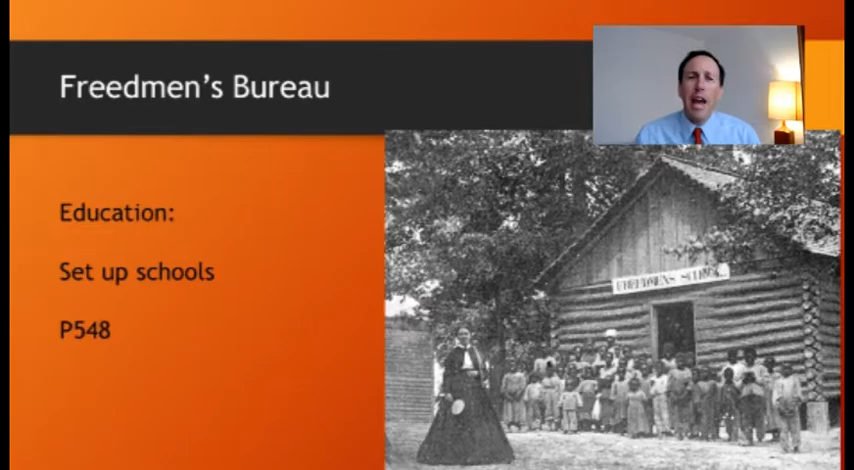 Freedmen's Bureau
Education:
Set up schools
P548
FREEDMENS SCHOOL